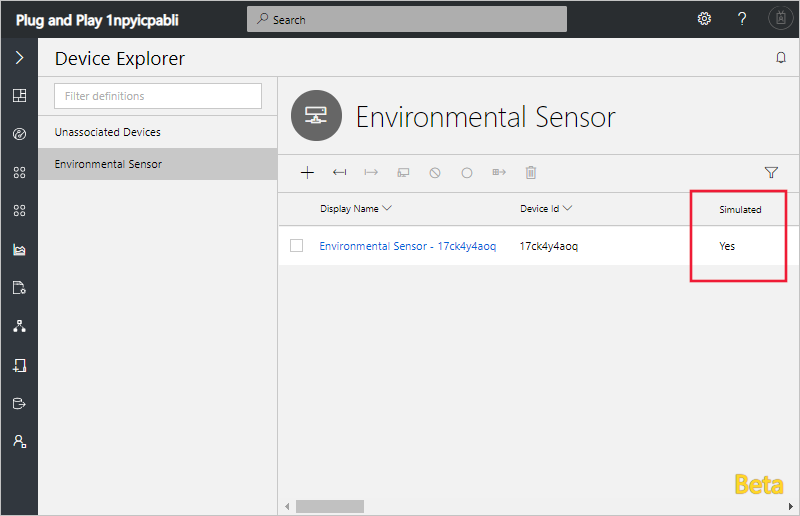 Plug and Play 1npyicpabli
Search
?
Device Explorer
Filter definitions
Unassociated Devices
Environmental Sensor
Environmental Sensor
Display Name
Device Id
Simulated
Environmental Sensor - 17ck4y4aoq
17ck4y4aoq
Yes
Beta